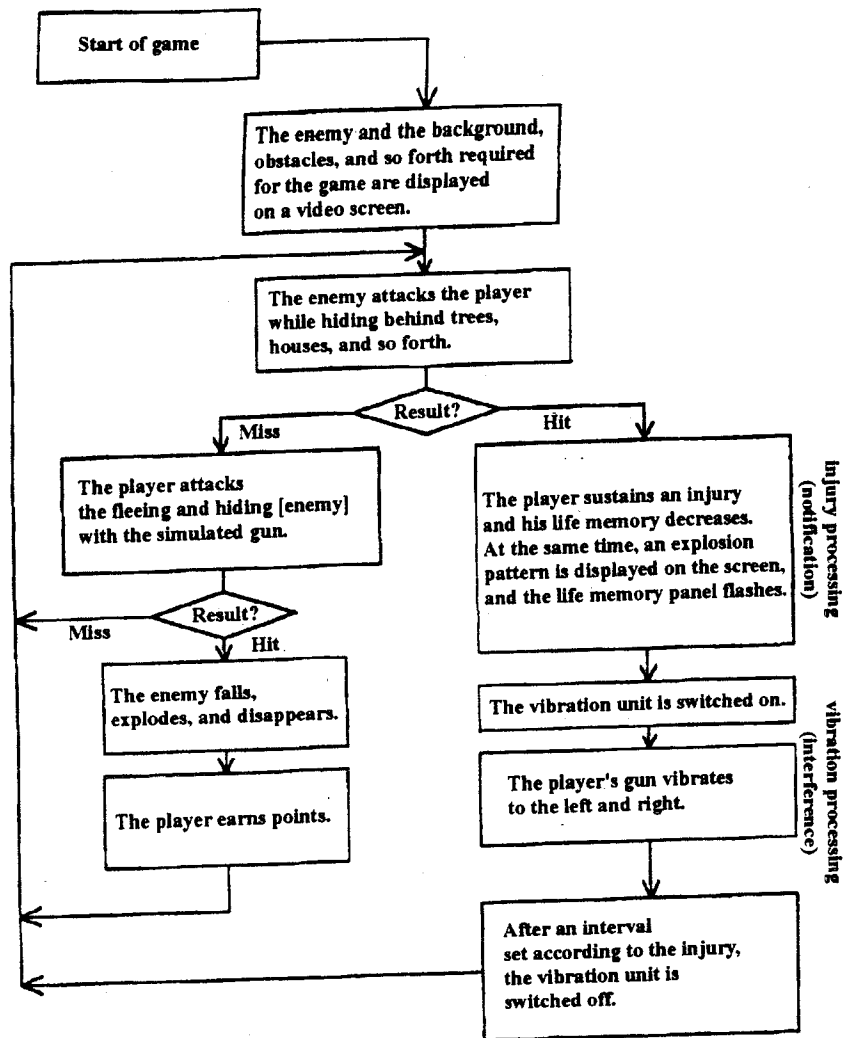 Start of game
The enemy and the background,
obstacles, and so forth required
for the game are displayed
on a video screen.
The enemy attacks the player
while hiding behind trees,
houses, and so forth.
Result?
Miss
Hit
The player attacks
the fleeing and hiding [enemy]
with the simulated gun.
Result?
Miss
Hit
The enemy falls,
explodes, and disappears.
The player earns points.
The player sustains an injury
and his life memory decreases.
At the same time, an explosion
pattern is displayed on the screen,
and the life memory panel flashes.
injury processing
(notification)
The vibration unit is switched on.
The player's gun vibrates
to the left and right.
vibration processing
(interference)
After an interval
set according to the injury,
the vibration unit is
switched off.